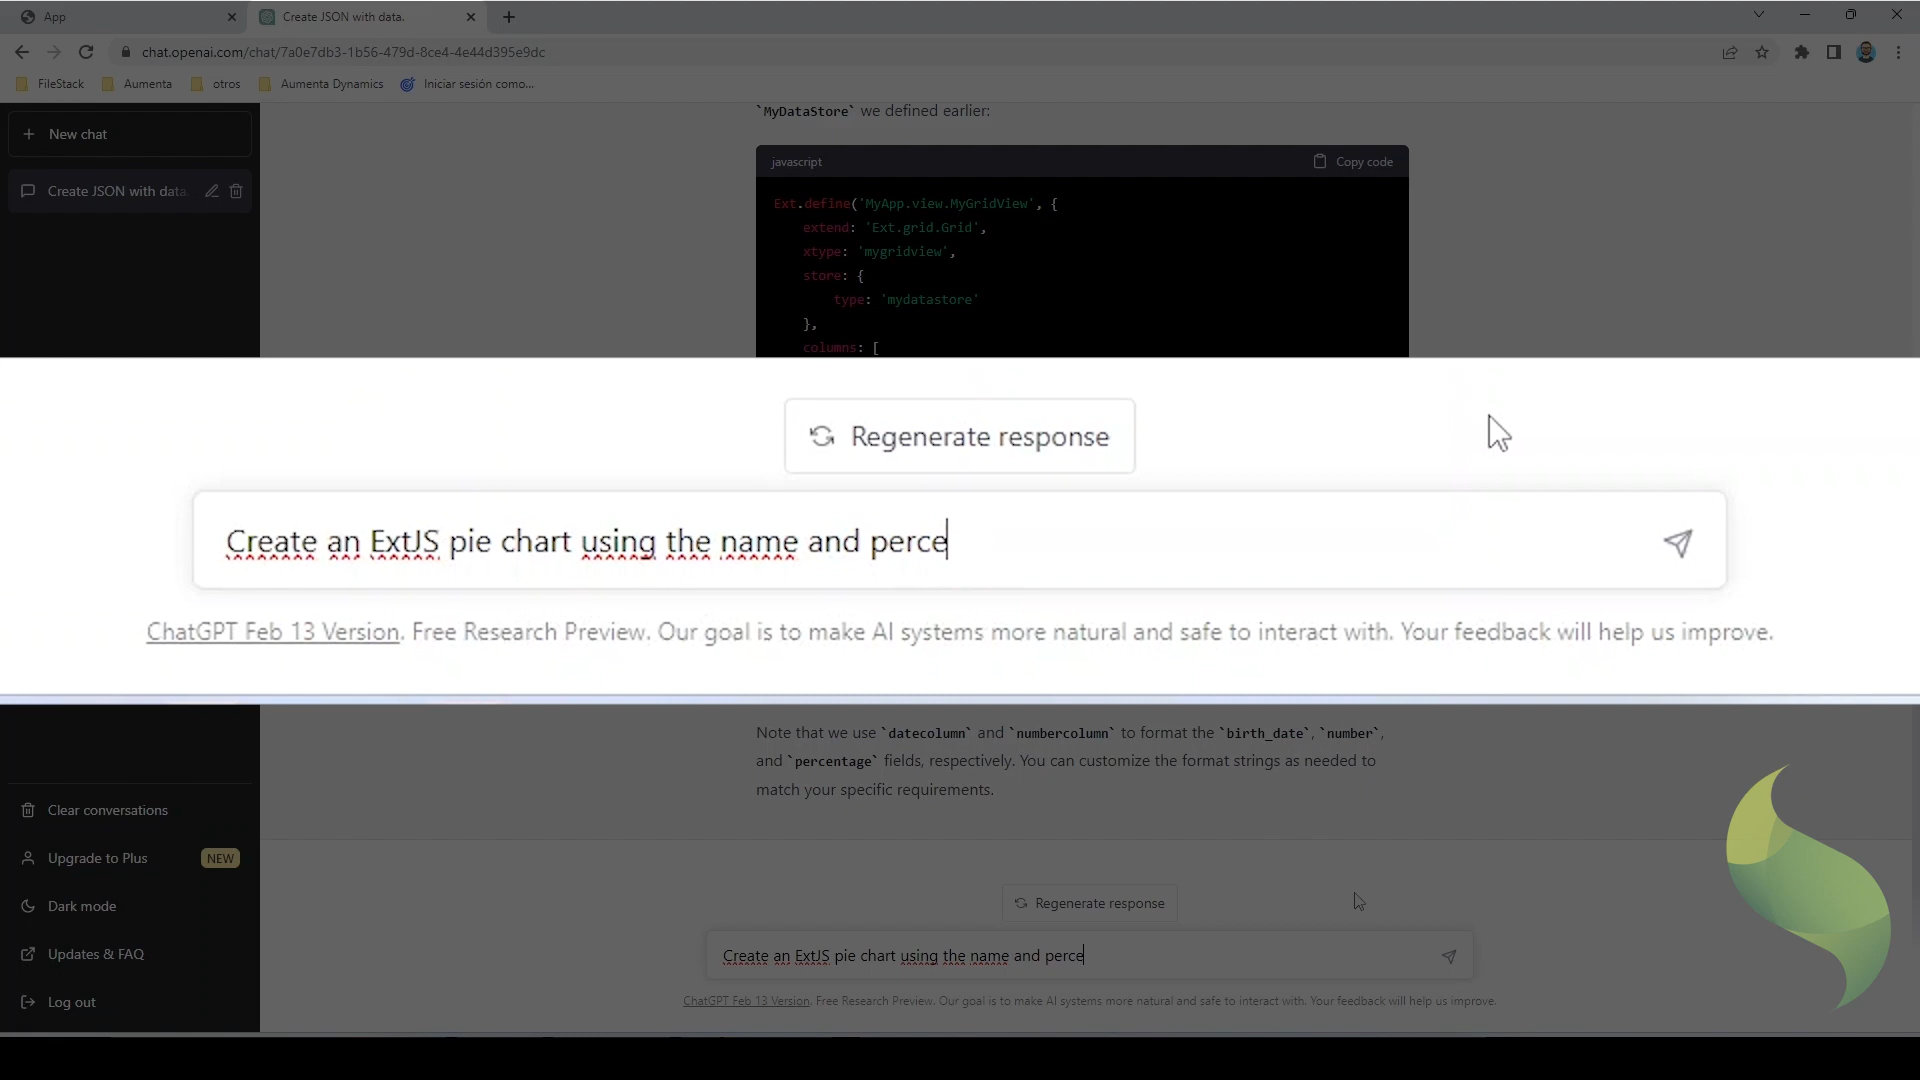 App
Create JSON with data.
chat.openai.com/chat/7a0e7db3-1b56-479d-8ce4-4e44d395e9dc
FileStack
Aumenta
otros
Aumenta Dynamics
Iniciar sesión como...
New chat
Create JSON with data.
`MyDataStore` we defined earlier:
javascript
Copy code
Ext.define('MyApp.view.MyGridView', {
extend: 'Ext.grid.Grid',
xtype: 'mygridview',
store: {
type: 'mydatastore'
},
columns: [
Regenerate response
Create an ExtJS pie chart using the name and perce
ChatGPT Feb 13 Version. Free Research Preview. Our goal is to make AI systems more natural and safe to interact with. Your feedback will help us improve.
Note that we use `datecolumn` and `numbercolumn` to format the `birth_date`, `number`,
and `percentage` fields, respectively. You can customize the format strings as needed to
match your specific requirements.
Clear conversations
Upgrade to Plus
NEW
Dark mode
Updates & FAQ
Log out
Regenerate response
Create an ExtJS pie chart using the name and perce
ChatGPT Feb 13 Version. Free Research Preview. Our goal is to make AI systems more natural and safe to interact with. Your feedback will help us improve.